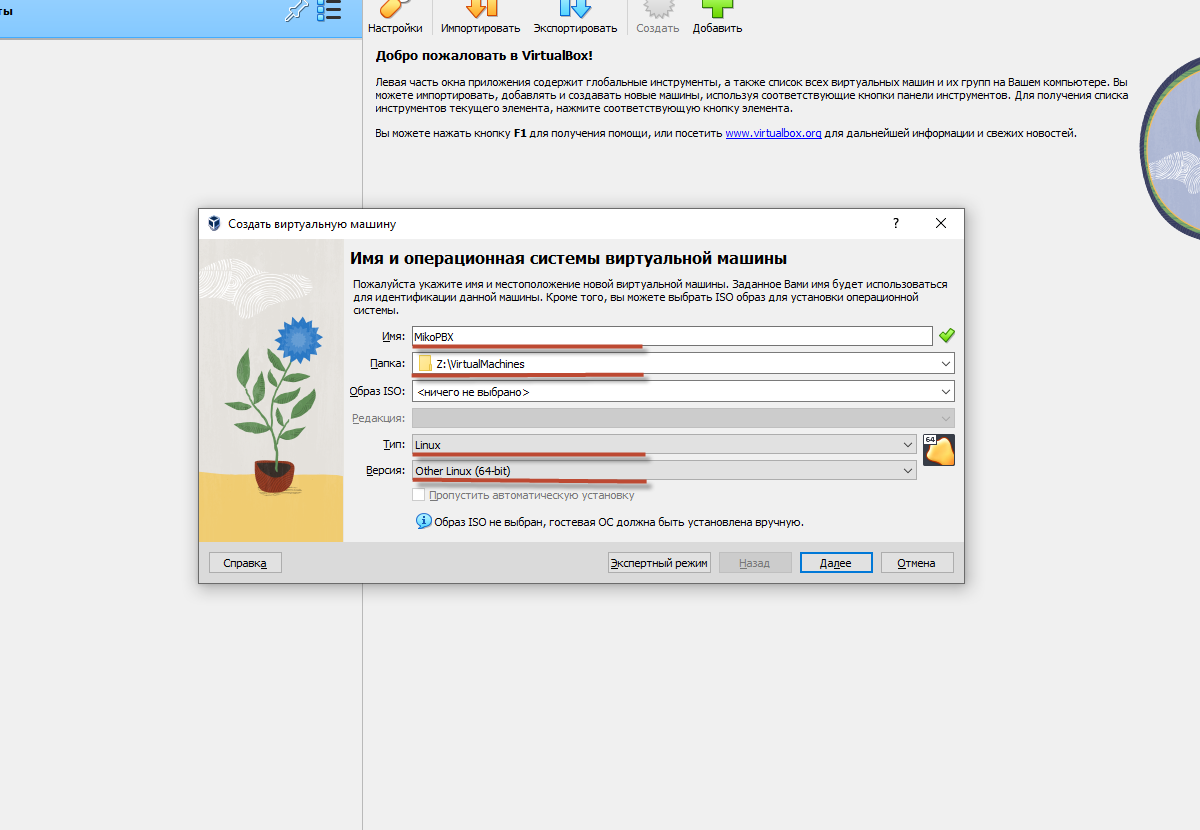 ты
Настройки Импортировать Экспортировать Создать Добавить
Добро пожаловать в VirtualBox!
Левая часть окна приложения содержит глобальные инструменты, а также список всех виртуальных машин и их групп на Вашем компьютере. Вы
можете импортировать, добавлять и создавать новые машины, используя соответствующие кнопки панели инструментов. Для получения списка
инструментов текущего элемента, нажмите соответствующую кнопку элемента.
Вы можете нажать кнопку F1 для получения помощи, или посетить www.virtualbox.org для дальнейшей информации и свежих новостей.
Создать виртуальную машину ?
Имя и операционная системы виртуальной машины
Пожалуйста укажите имя и местоположение новой виртуальной машины. Заданное Вами имя будет использоваться
для идентификации данной машины. Кроме того, вы можете выбрать ISO образ для установки операционной
системы.
Имя: MikoPBX
Папка: Z:\VirtualMachines
Образ ISO: <ничего не выбрано>
Редакция:
Тип: Linux 64
Версия: Other Linux (64-bit)
Пропустить автоматическую установку
Образ ISO не выбран, гостевая ОС должна быть установлена вручную.
Справка Экспертный режим Назад Далее Отмена